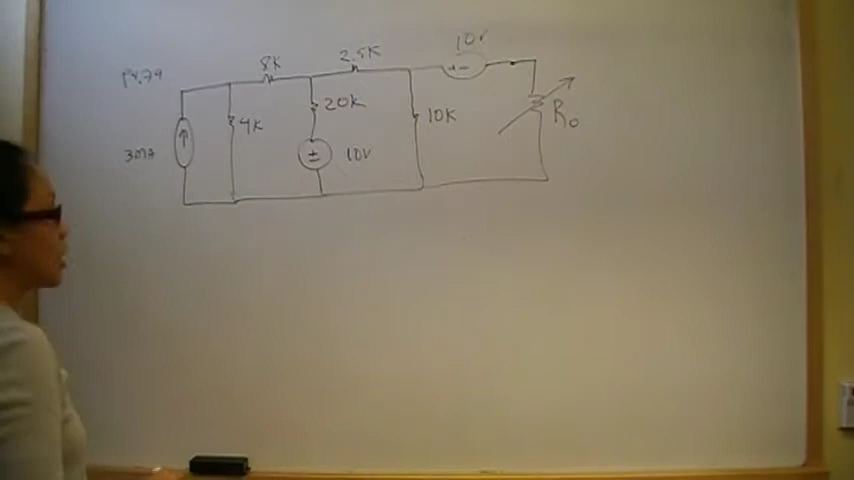 P4.79
8K
2.5K
10V
4K
20K
10K
R₀
3mA
±
10V
+-